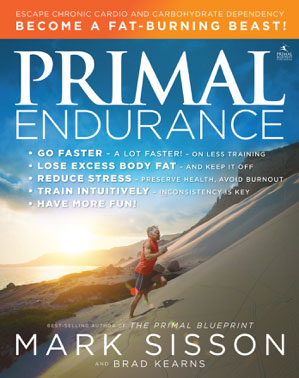 ESCAPE CHRONIC CARDIO AND CARBOHYDRATE DEPENDENCY
BECOME A FAT-BURNING BEAST!
PRIMAL
ENDURANCE
• GO FASTER – A LOT FASTER! – ON LESS TRAINING
• LOSE EXCESS BODY FAT – AND KEEP IT OFF
• REDUCE STRESS – PRESERVE HEALTH, AVOID BURNOUT
• TRAIN INTUITIVELY – INCONSISTENCY IS KEY
• HAVE MORE FUN!
BEST-SELLING AUTHOR OF THE PRIMAL BLUEPRINT
MARK SISSON
AND BRAD KEARNS